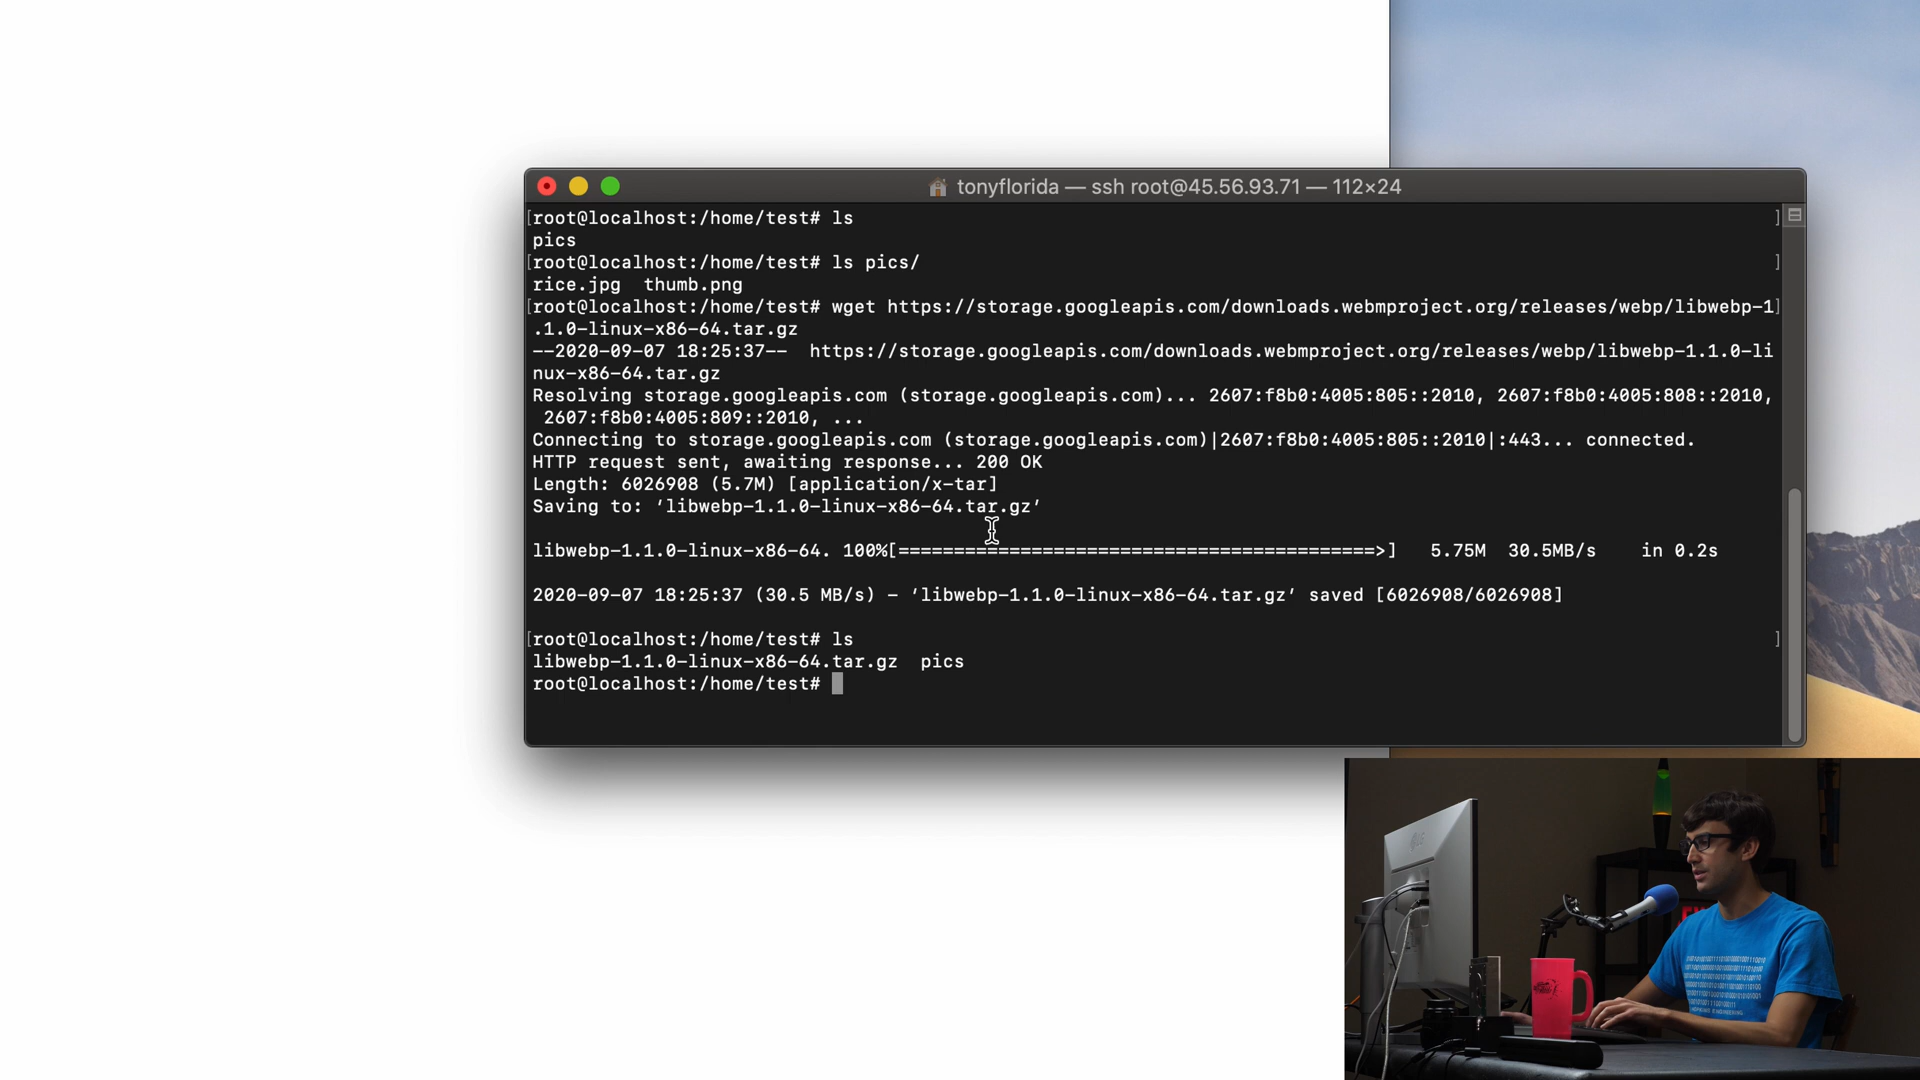 tonyflorida — ssh root@45.56.93.71 — 112×24
[root@localhost:/home/test# ls ]
pics
[root@localhost:/home/test# ls pics/ ]
rice.jpg  thumb.png
[root@localhost:/home/test# wget https://storage.googleapis.com/downloads.webmproject.org/releases/webp/libwebp-1]
.1.0-linux-x86-64.tar.gz
--2020-09-07 18:25:37--  https://storage.googleapis.com/downloads.webmproject.org/releases/webp/libwebp-1.1.0-li
nux-x86-64.tar.gz
Resolving storage.googleapis.com (storage.googleapis.com)... 2607:f8b0:4005:805::2010, 2607:f8b0:4005:808::2010,
 2607:f8b0:4005:809::2010, ...
Connecting to storage.googleapis.com (storage.googleapis.com)|2607:f8b0:4005:805::2010|:443... connected.
HTTP request sent, awaiting response... 200 OK
Length: 6026908 (5.7M) [application/x-tar]
Saving to: ‘libwebp-1.1.0-linux-x86-64.tar.gz’
libwebp-1.1.0-linux-x86-64. 100%[===========================================>]   5.75M  30.5MB/s    in 0.2s
2020-09-07 18:25:37 (30.5 MB/s) - ‘libwebp-1.1.0-linux-x86-64.tar.gz’ saved [6026908/6026908]
[root@localhost:/home/test# ls ]
libwebp-1.1.0-linux-x86-64.tar.gz  pics
root@localhost:/home/test#